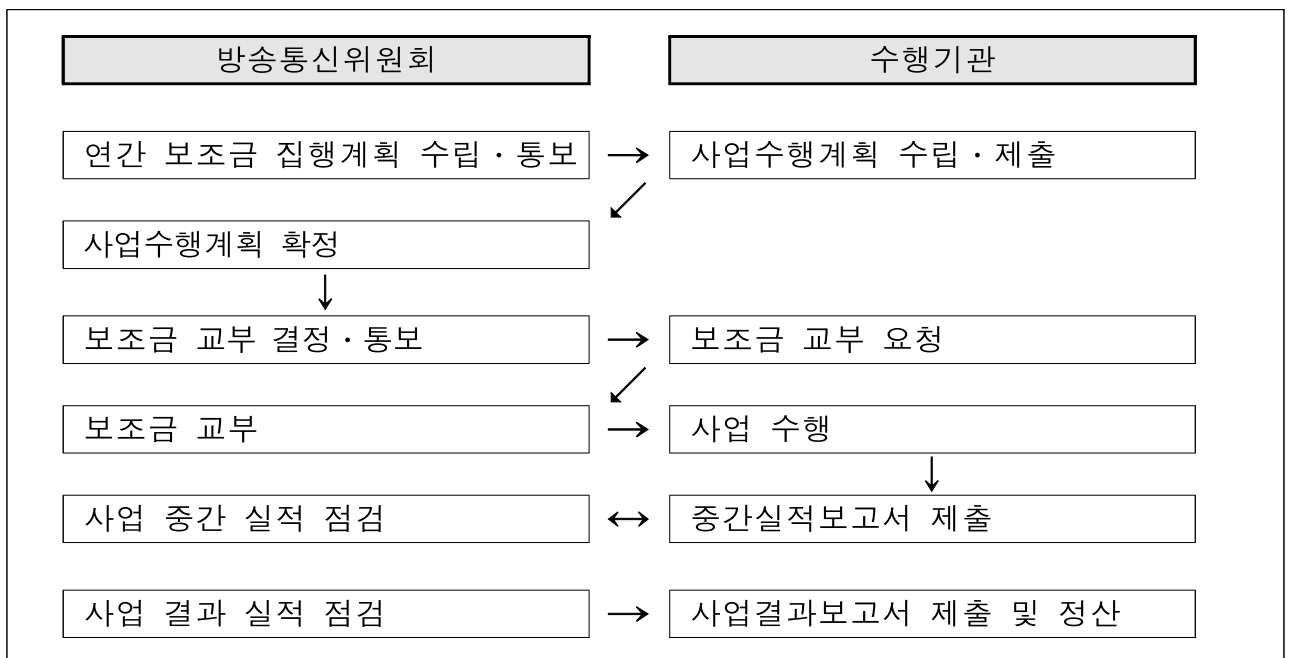 방송통신위원회
수행기관
연간 보조금 집행계획 수립·통보 → 사업수행계획 수립·제출
↙
사업수행계획 확정
↓
보조금 교부 결정·통보 → 보조금 교부 요청
↙
보조금 교부 → 사업 수행
↓
사업 중간 실적 점검 ↔ 중간실적보고서 제출
사업 결과 실적 점검 → 사업결과보고서 제출 및 정산